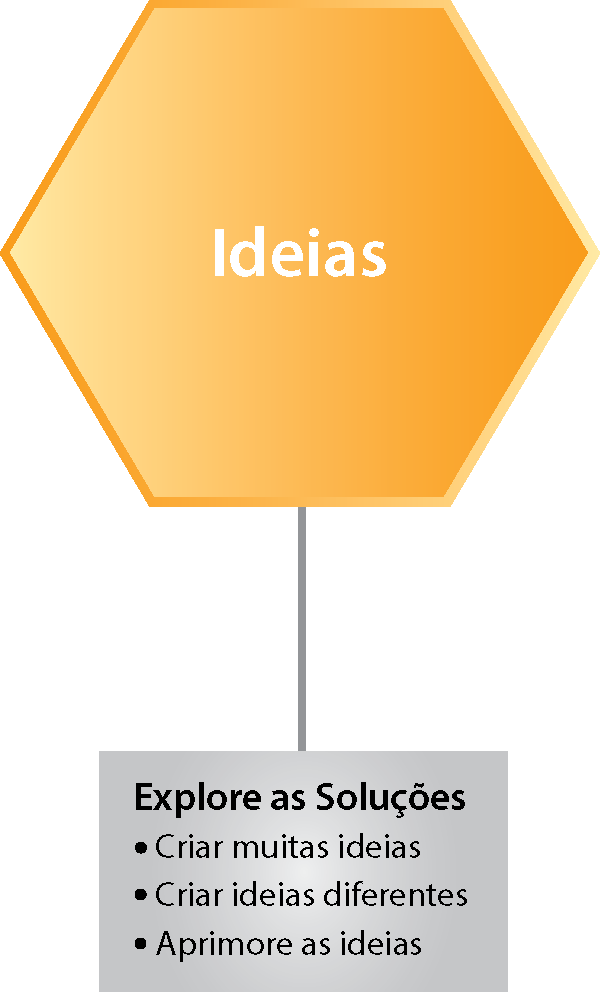 Ideias
Explore as Soluções
• Criar muitas ideias
• Criar ideias diferentes
• Aprimore as ideias